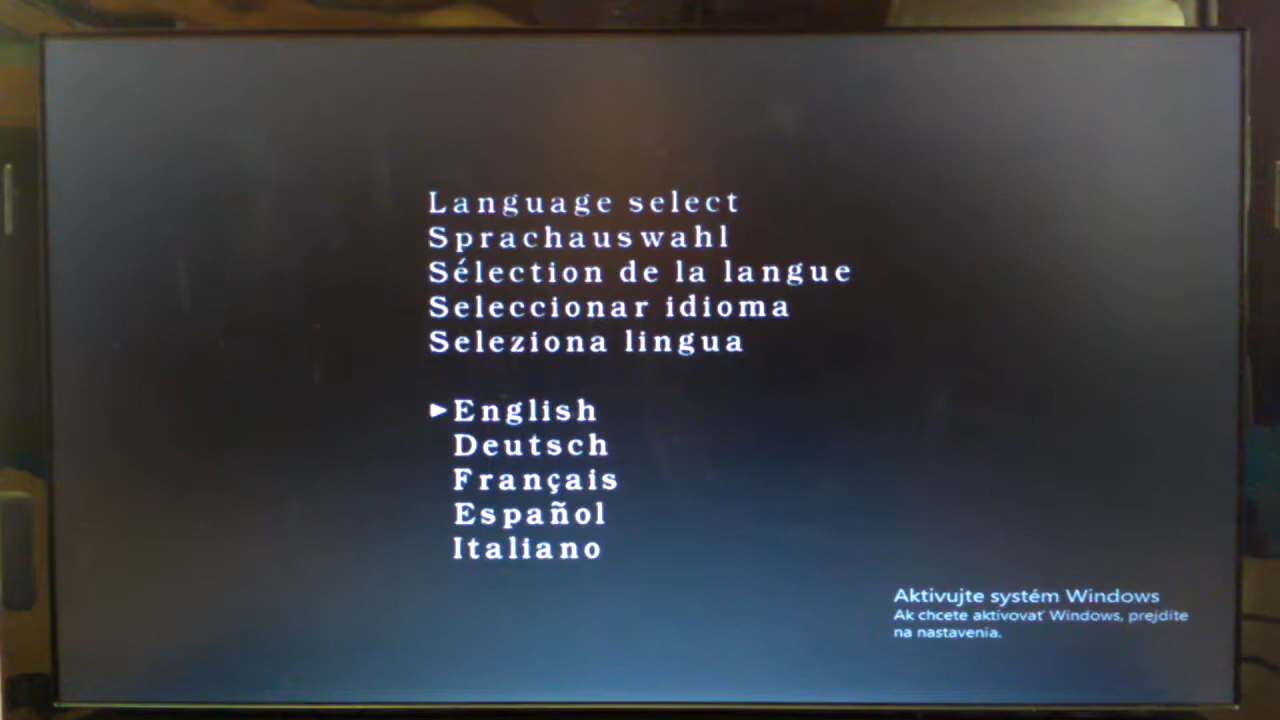 Language select
Sprachauswahl
Sélection de la langue
Seleccionar idioma
Seleziona lingua
►English
Deutsch
Français
Español
Italiano
Aktivujte systém Windows
Ak chcete aktivovať Windows, prejdite
na nastavenia.